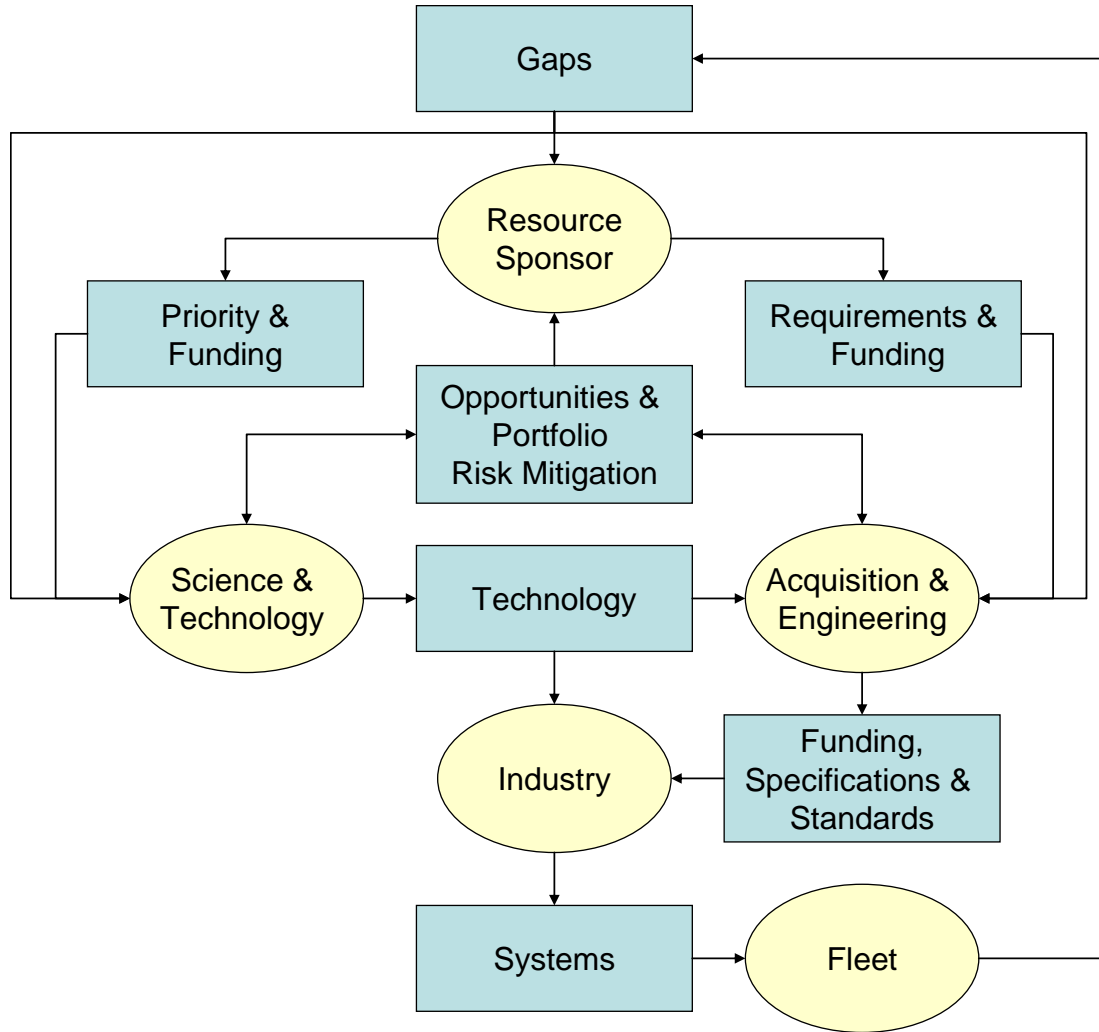 Gaps
Resource
Sponsor
Priority &
Funding
Requirements &
Funding
Opportunities &
Portfolio
Risk Mitigation
Science &
Technology
Technology
Acquisition &
Engineering
Industry
Funding,
Specifications &
Standards
Systems
Fleet